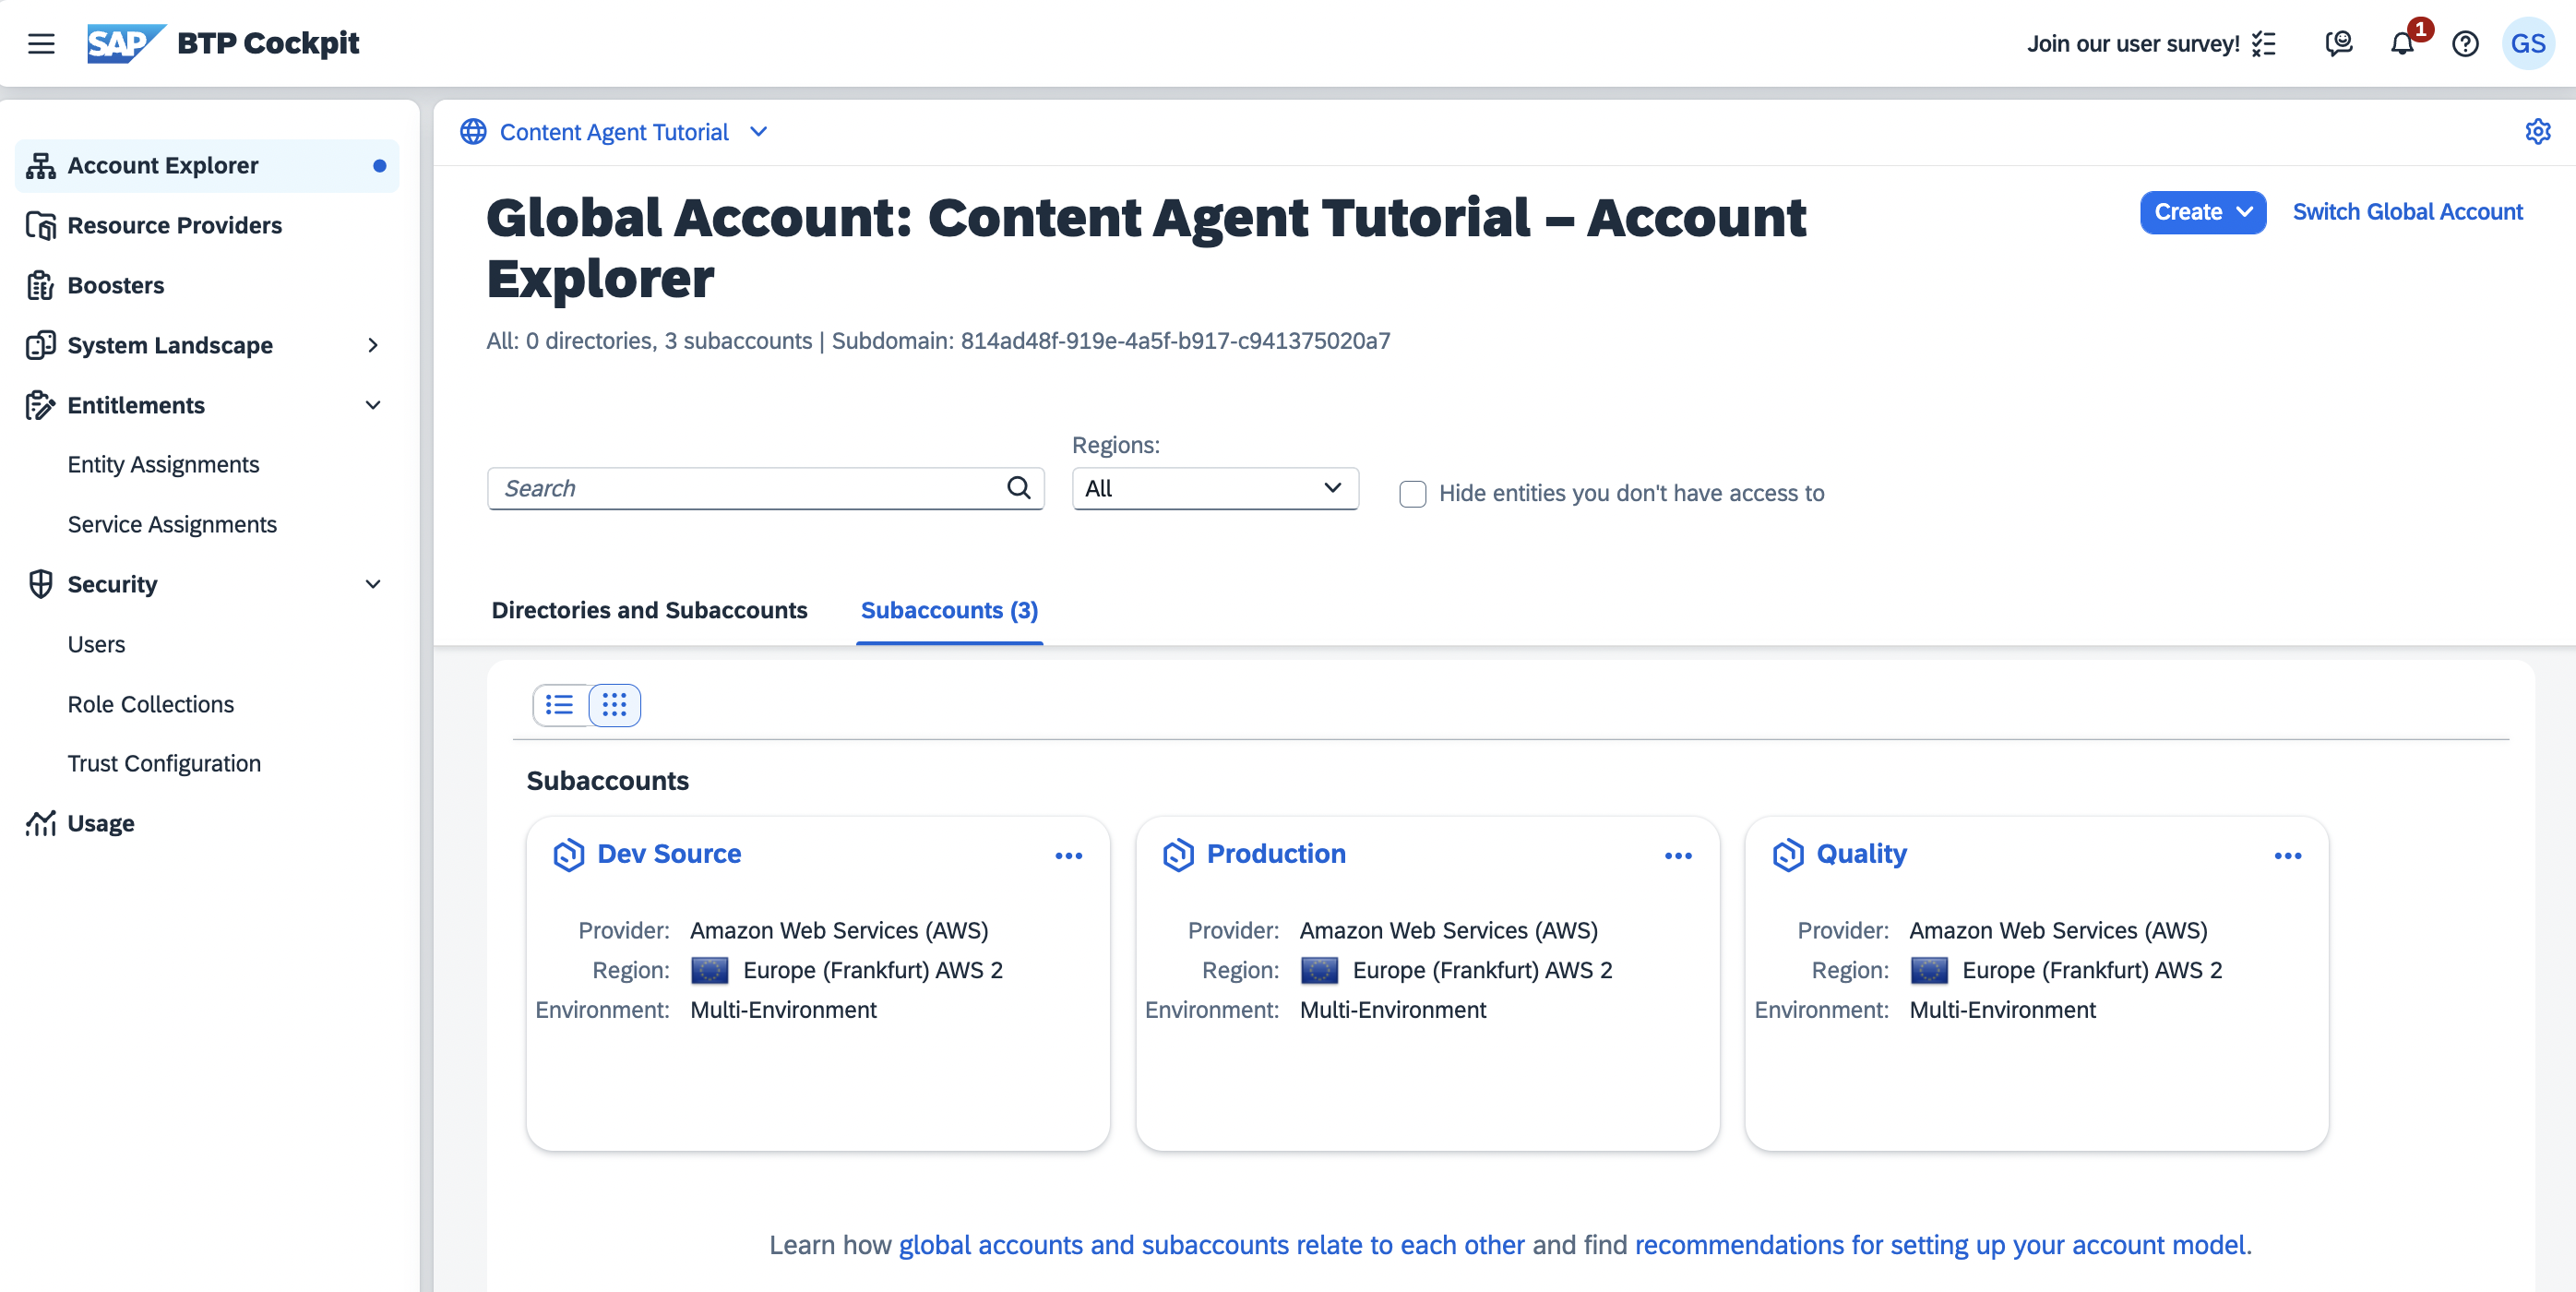 SAP BTP Cockpit
Join our user survey!
1
GS
Account Explorer
Resource Providers
Boosters
System Landscape
Entitlements
Entity Assignments
Service Assignments
Security
Users
Role Collections
Trust Configuration
Usage
Content Agent Tutorial
Global Account: Content Agent Tutorial – Account
Explorer
Create
Switch Global Account
All: 0 directories, 3 subaccounts | Subdomain: 814ad48f-919e-4a5f-b917-c941375020a7
Regions:
Search
All
Hide entities you don't have access to
Directories and Subaccounts
Subaccounts (3)
Subaccounts
Dev Source
Provider: Amazon Web Services (AWS)
Region: Europe (Frankfurt) AWS 2
Environment: Multi-Environment
Production
Provider: Amazon Web Services (AWS)
Region: Europe (Frankfurt) AWS 2
Environment: Multi-Environment
Quality
Provider: Amazon Web Services (AWS)
Region: Europe (Frankfurt) AWS 2
Environment: Multi-Environment
Learn how global accounts and subaccounts relate to each other and find recommendations for setting up your account model.